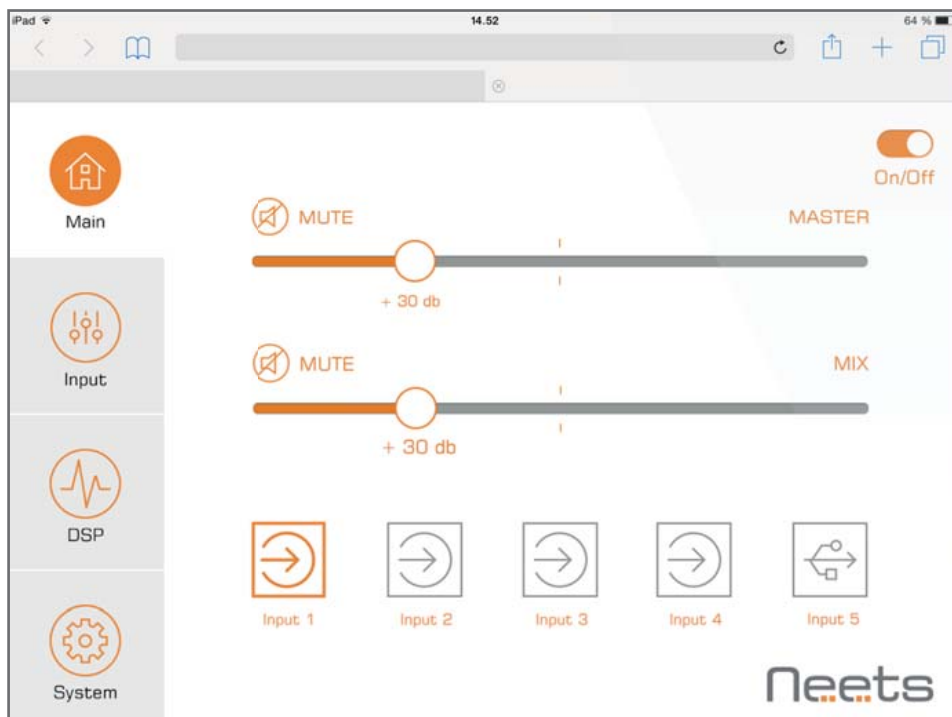 iPad 14.52 64 %
On/Off
Main
MUTE MASTER
+ 30 db
Input
MUTE MIX
+ 30 db
DSP
Input 1 Input 2 Input 3 Input 4 Input 5
System
Neets